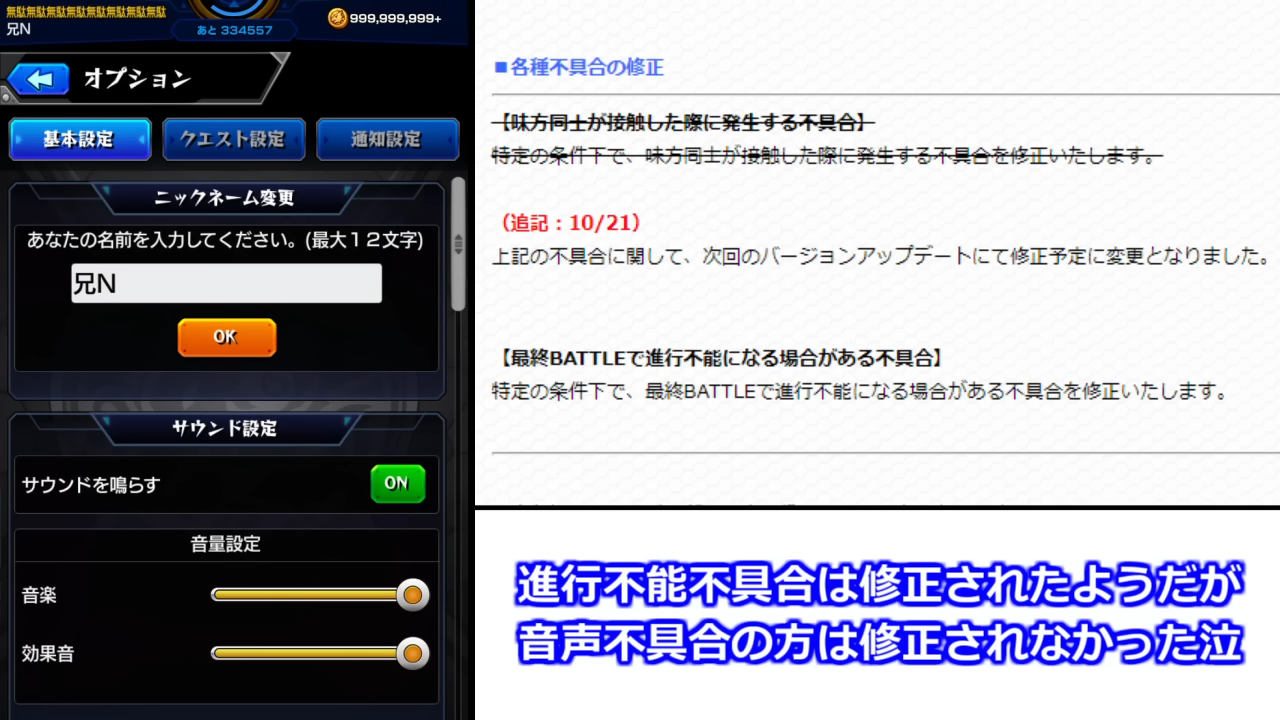 無駄無駄無駄無駄無駄無駄無駄無駄
兄N
あと 334557
999,999,999+
オプション
基本設定
クエスト設定
通知設定
ニックネーム変更
あなたの名前を入力してください。(最大１２文字)
兄N
OK
サウンド設定
サウンドを鳴らす
ON
音量設定
音楽
効果音
■各種不具合の修正
【味方同士が接触した際に発生する不具合】
特定の条件下で、味方同士が接触した際に発生する不具合を修正いたします。
（追記：10/21）
上記の不具合に関して、次回のバージョンアップデートにて修正予定に変更となりました。
【最終BATTLEで進行不能になる場合がある不具合】
特定の条件下で、最終BATTLEで進行不能になる場合がある不具合を修正いたします。
進行不能不具合は修正されたようだが
音声不具合の方は修正されなかった泣